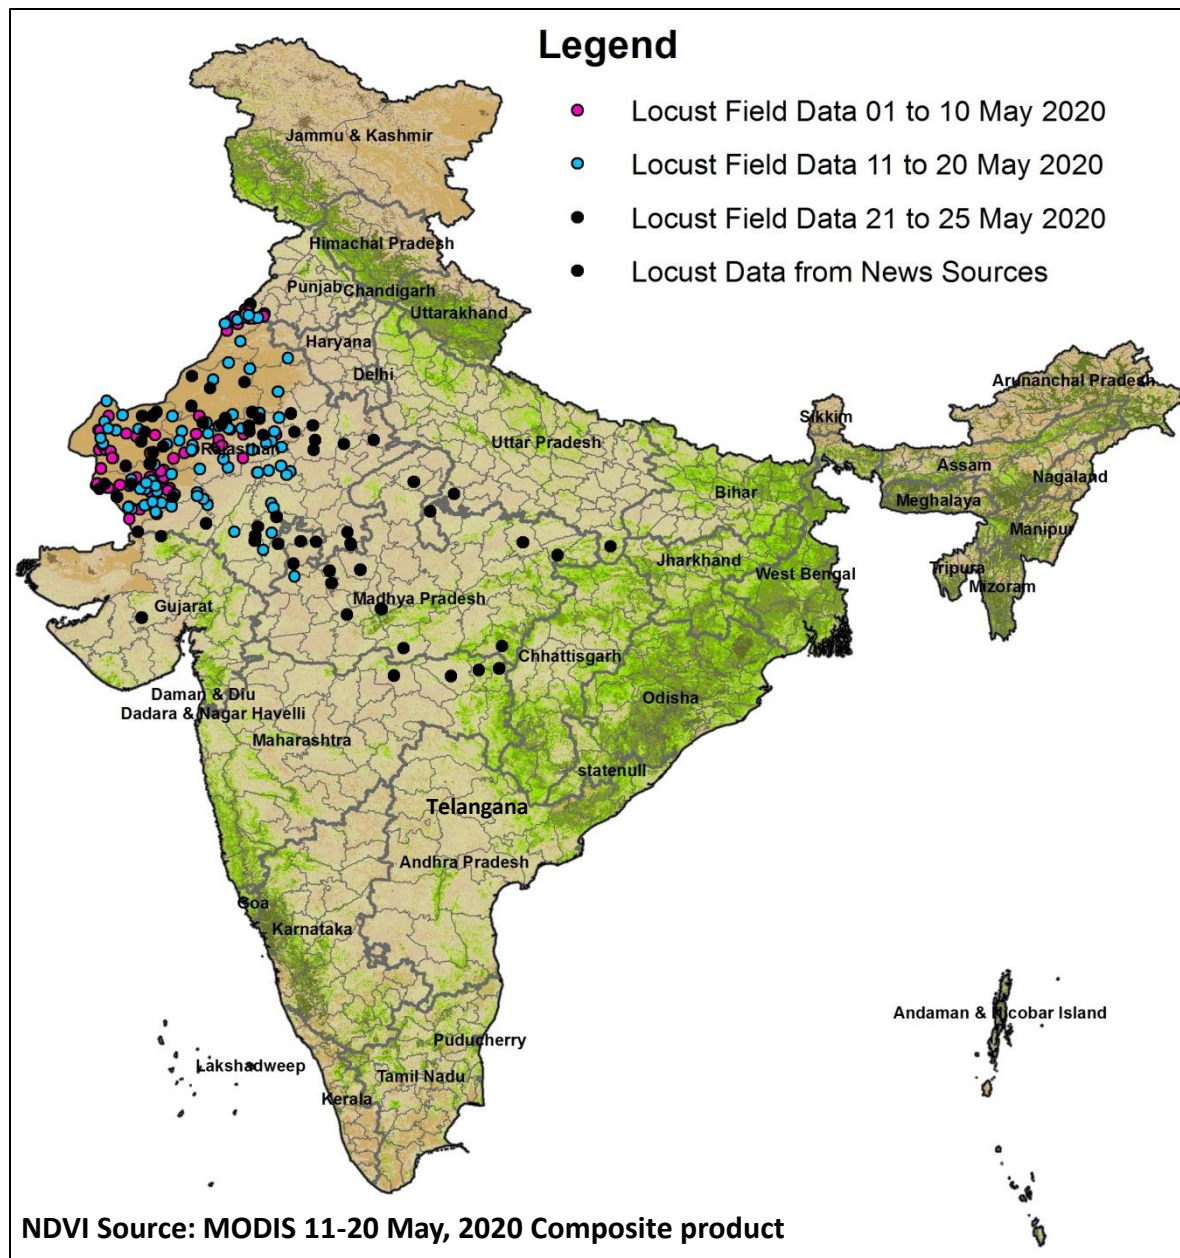 Legend
Locust Field Data 01 to 10 May 2020
Locust Field Data 11 to 20 May 2020
Locust Field Data 21 to 25 May 2020
Locust Data from News Sources
Jammu & Kashmir
Himachal Pradesh
Punjab
Chandigarh
Uttarakhand
Haryana
Delhi
Arunanchal Pradesh
Sikkim
Uttar Pradesh
Rajasthan
Assam
Nagaland
Bihar
Meghalaya
Manipur
Jharkhand
Tripura
West Bengal
Mizoram
Madhya Pradesh
Gujarat
Chhattisgarh
Daman & Diu
Odisha
Dadara & Nagar Havelli
Maharashtra
statenull
Telangana
Andhra Pradesh
Goa
Karnataka
Andaman & Nicobar Island
Puducherry
Lakshadweep
Tamil Nadu
Kerala
NDVI Source: MODIS 11-20 May, 2020 Composite product